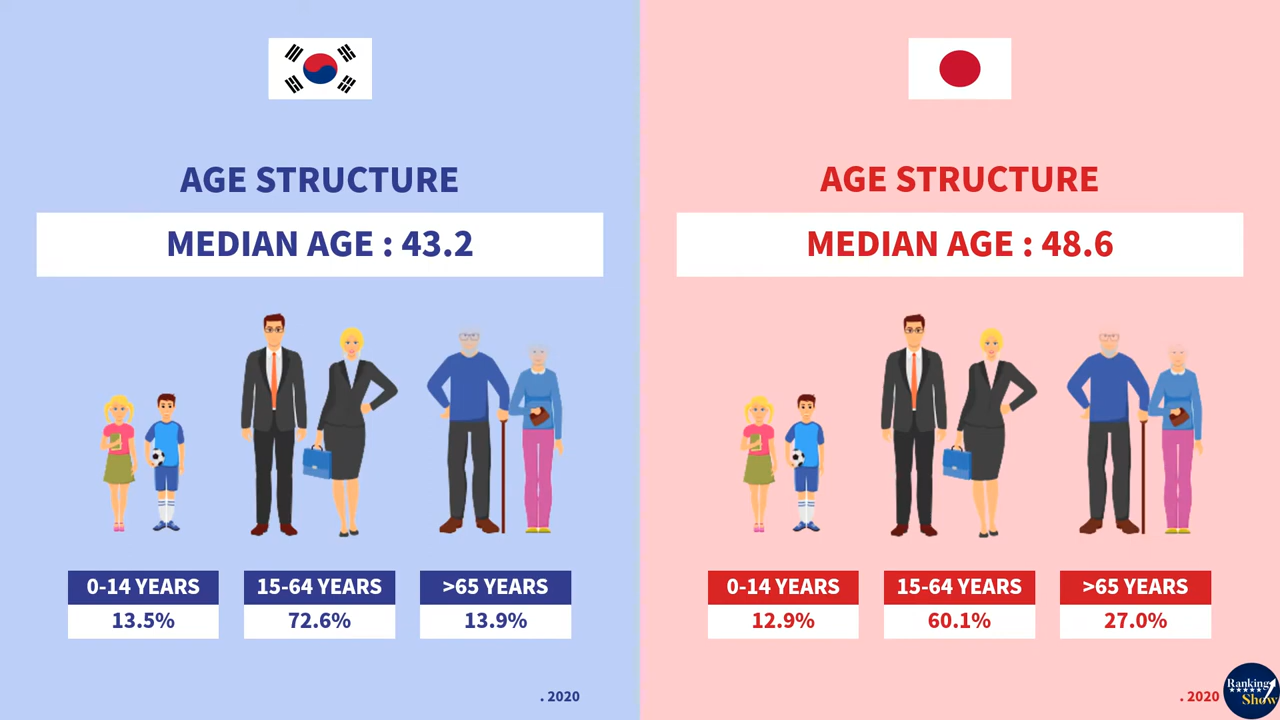 AGE STRUCTURE
MEDIAN AGE : 43.2
0-14 YEARS
13.5%
15-64 YEARS
72.6%
>65 YEARS
13.9%
. 2020
AGE STRUCTURE
MEDIAN AGE : 48.6
0-14 YEARS
12.9%
15-64 YEARS
60.1%
>65 YEARS
27.0%
. 2020
Ranking
Show